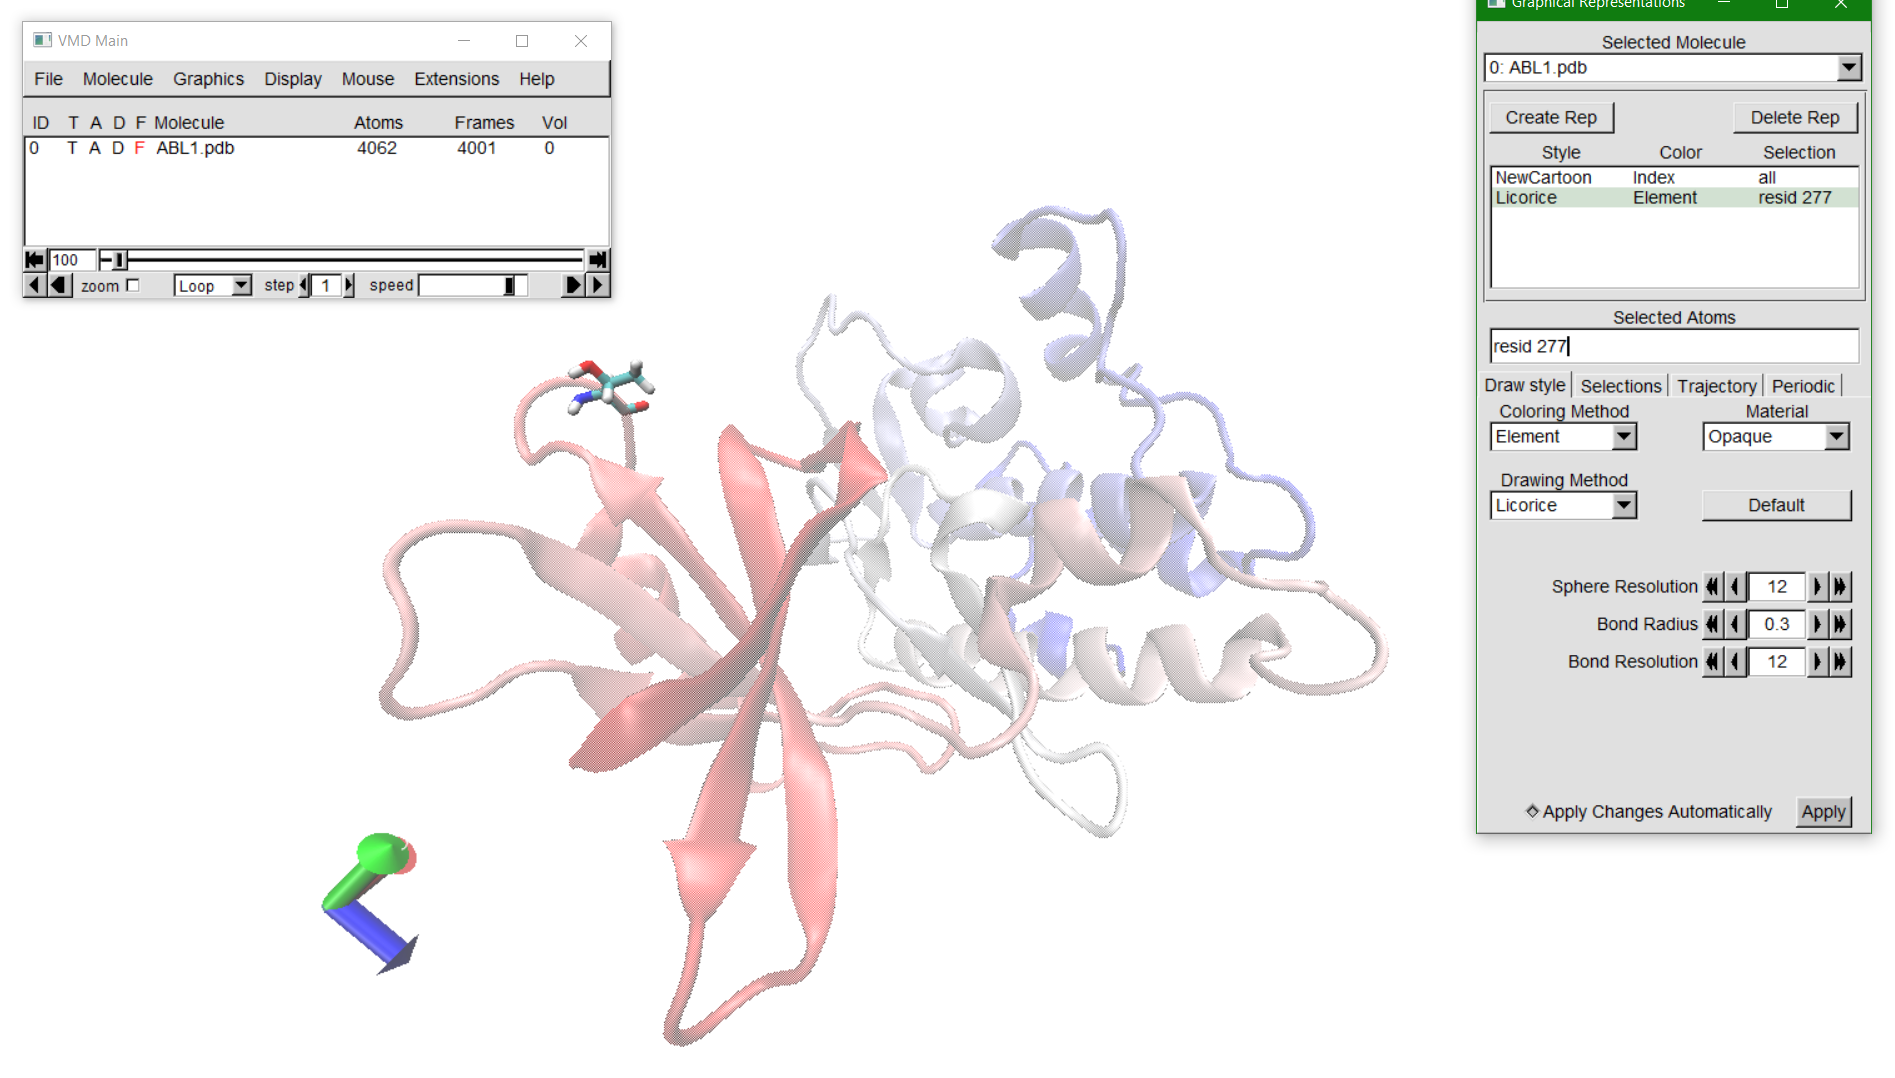 VMD Main
File Molecule Graphics Display Mouse Extensions Help
ID T A D F Molecule Atoms Frames Vol
0 T A D F ABL1.pdb 4062 4001 0
100
zoom Loop step 1 speed
Graphical Representations
Selected Molecule
0: ABL1.pdb
Create Rep Delete Rep
Style Color Selection
NewCartoon Index all
Licorice Element resid 277
Selected Atoms
resid 277
Draw style Selections Trajectory Periodic
Coloring Method Material
Element Opaque
Drawing Method
Licorice Default
Sphere Resolution 12
Bond Radius 0.3
Bond Resolution 12
Apply Changes Automatically Apply